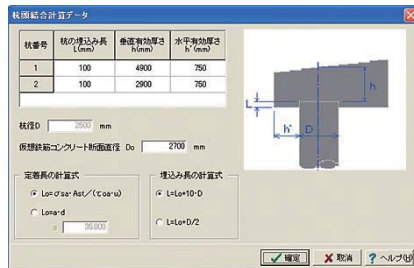 杭頭結合計算データ
杭番号 杭の埋込み長 L(mm) 垂直有効厚さ h(mm) 水平有効厚さ h'(mm)
1 100 4900 750
2 100 2900 750
杭径D 2500 mm
仮想鉄筋コンクリート断面直径 Do 2700 mm
定着長の計算式
Lo=σsa・Ast/(τoa・u)
Lo=a・d
35.000
埋込み長の計算式
L=Lo+10・D
L=Lo+D/2
h
L
h' D
確定 取消 ヘルプ(H)